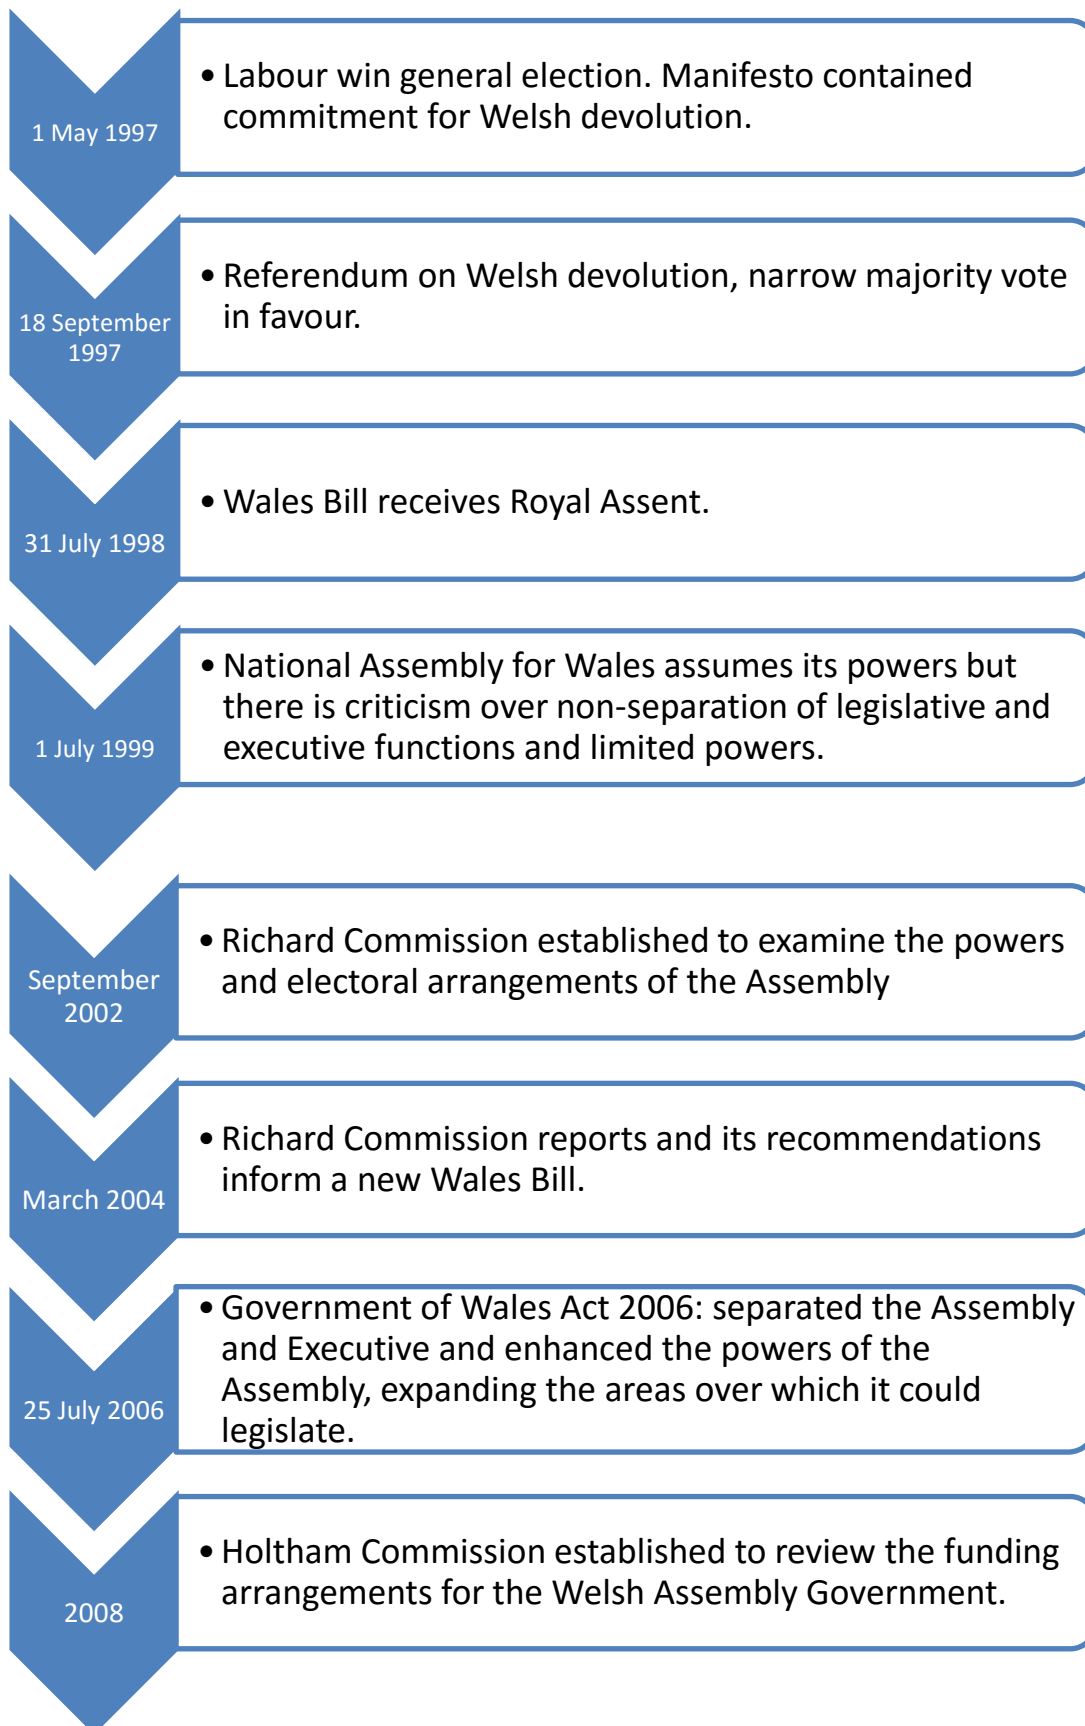 1 May 1997
• Labour win general election. Manifesto contained
commitment for Welsh devolution.
18 September
1997
• Referendum on Welsh devolution, narrow majority vote
in favour.
31 July 1998
• Wales Bill receives Royal Assent.
1 July 1999
• National Assembly for Wales assumes its powers but
there is criticism over non-separation of legislative and
executive functions and limited powers.
September
2002
• Richard Commission established to examine the powers
and electoral arrangements of the Assembly
March 2004
• Richard Commission reports and its recommendations
inform a new Wales Bill.
25 July 2006
• Government of Wales Act 2006: separated the Assembly
and Executive and enhanced the powers of the
Assembly, expanding the areas over which it could
legislate.
2008
• Holtham Commission established to review the funding
arrangements for the Welsh Assembly Government.